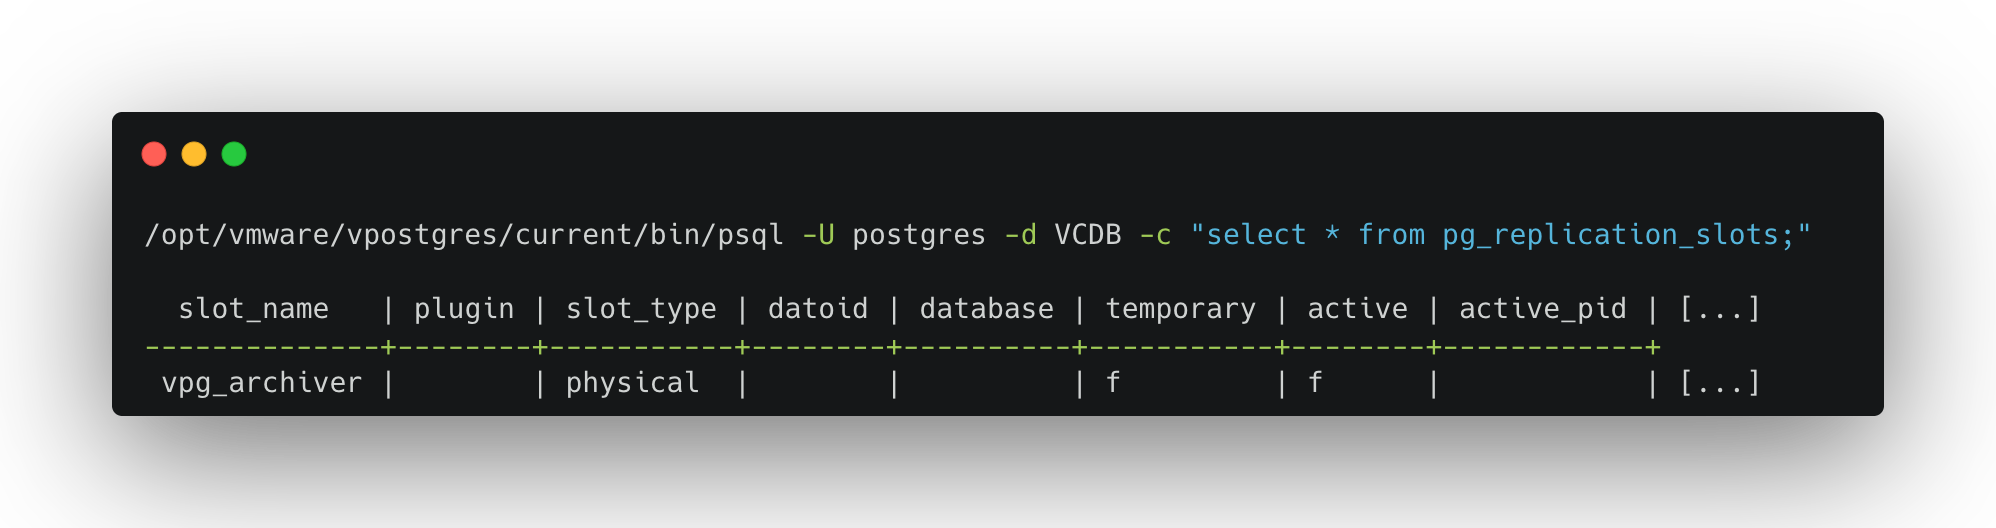 /opt/vmware/vpostgres/current/bin/psql -U postgres -d VCDB -c "select * from pg_replication_slots;"
  slot_name   | plugin | slot_type | datoid | database | temporary | active | active_pid | [...]
--------------+--------+-----------+--------+----------+-----------+--------+------------+
 vpg_archiver |        | physical  |        |          | f         | f      |            | [...]